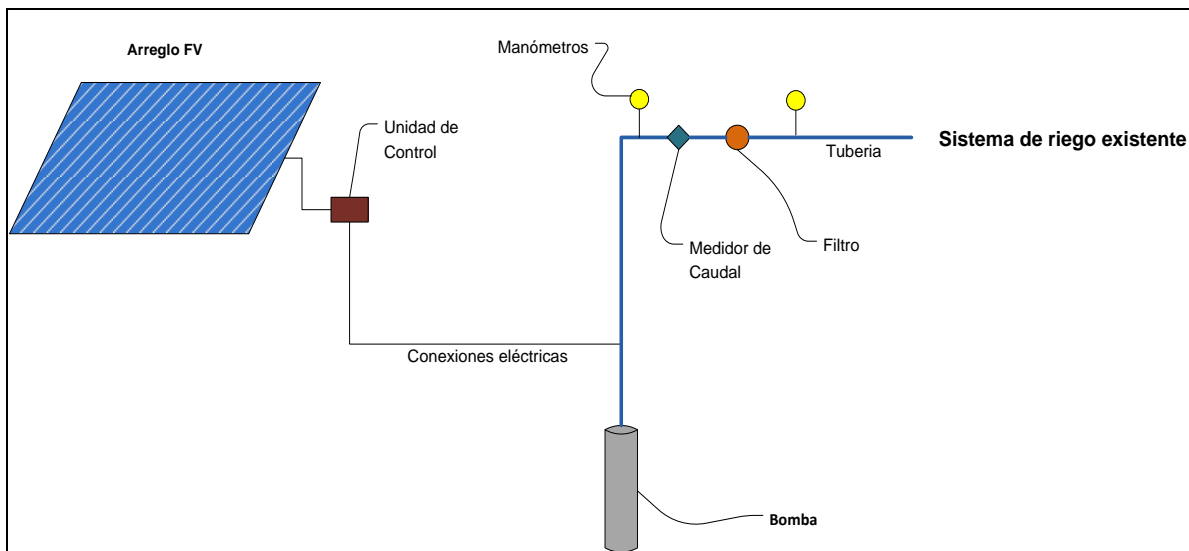 Arreglo FV
Manómetros
Unidad de
Control
Sistema de riego existente
Tuberia
Medidor de
Caudal
Filtro
Conexiones eléctricas
Bomba